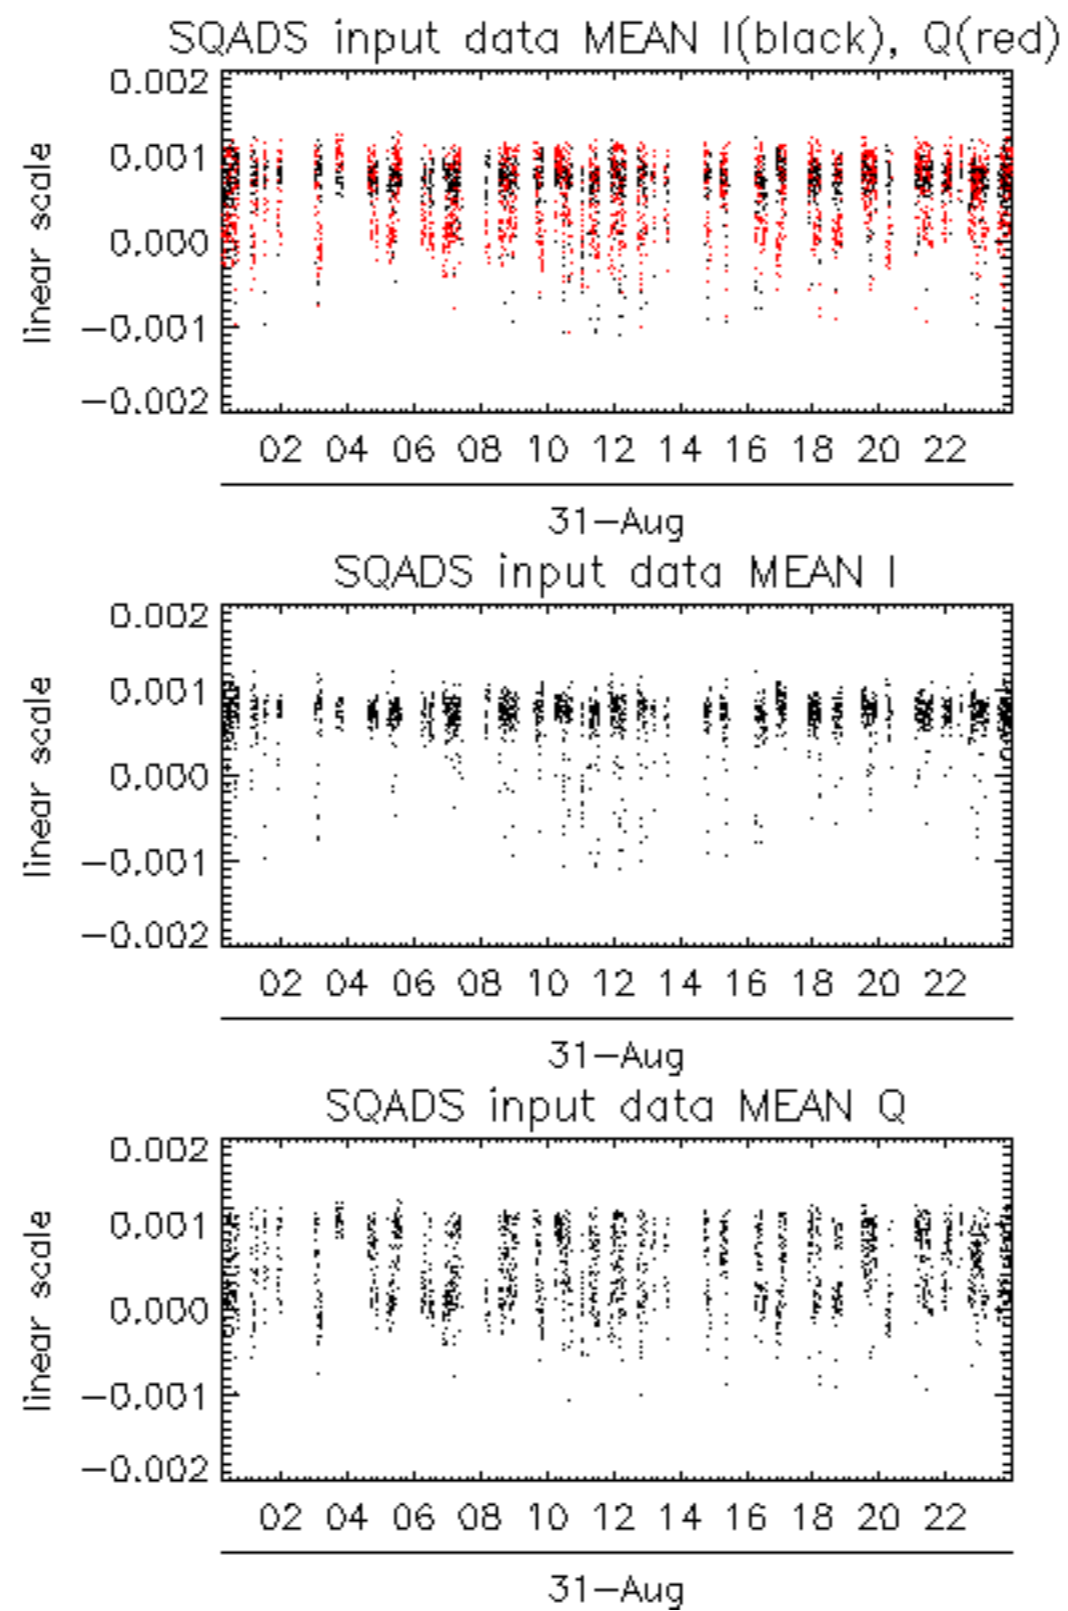 SQADS input data MEAN I(black), Q(red)
0.002
0.001
0.000
−0.001
−0.002
linear scale
02 04 06 08 10 12 14 16 18 20 22
31−Aug
SQADS input data MEAN I
0.002
0.001
0.000
−0.001
−0.002
linear scale
02 04 06 08 10 12 14 16 18 20 22
31−Aug
SQADS input data MEAN Q
0.002
0.001
0.000
−0.001
−0.002
linear scale
02 04 06 08 10 12 14 16 18 20 22
31−Aug